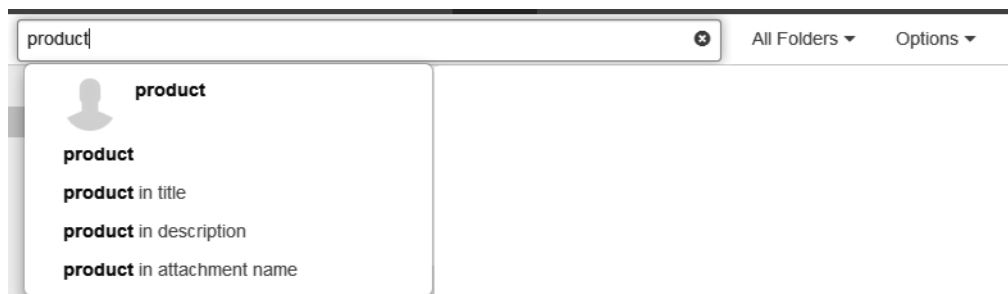 product
All Folders
Options
product
product
product in title
product in description
product in attachment name